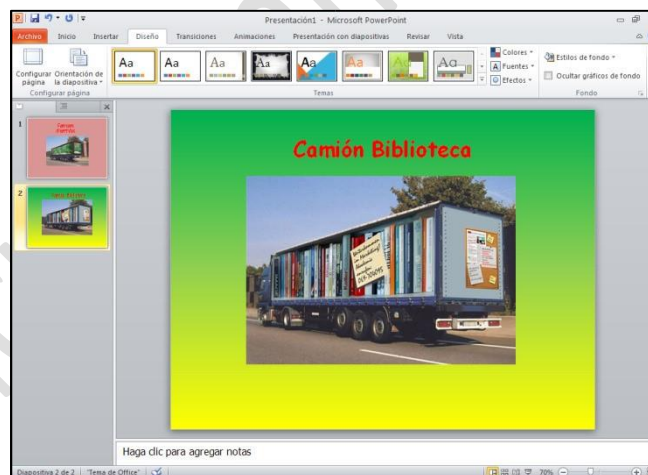 Presentación1 - Microsoft PowerPoint
Archivo Inicio Insertar Diseño Transiciones Animaciones Presentación con diapositivas Revisar Vista
Configurar página
Orientación de la diapositiva
Aa Aa Aa Aa Aa Aa Aa Aa
Colores
Fuentes
Efectos
Estilos de fondo
Ocultar gráficos de fondo
Configurar página Temas Fondo
1
2
Camión Biblioteca
Haga clic para agregar notas
Diapositiva 2 de 2 "Tema de Office" 70%